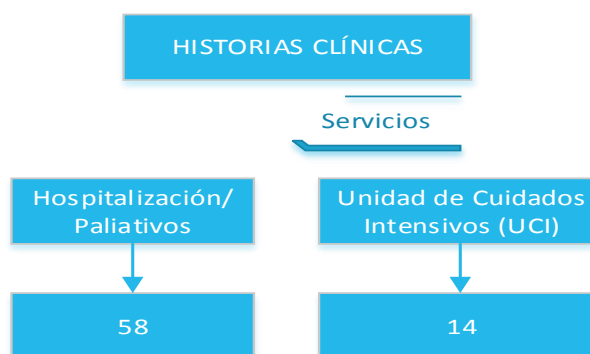 HISTORIAS CLÍNICAS
Servicios
Hospitalización/
Paliativos
Unidad de Cuidados
Intensivos (UCI)
58
14